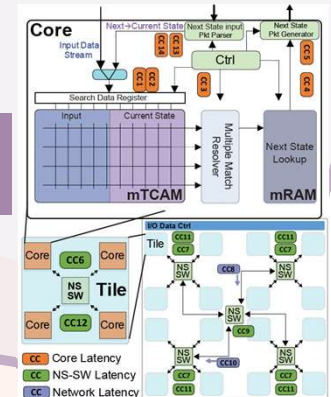 Core
Next→Current State
Next State input
Pkt Parser
Next State
Pkt Generator
Input Data
Stream
CC14
CC13
Ctrl
CC5
CC1
CC2
CC3
CC4
Search Data Register
Input
Current State
mTCAM
Multiple Match
Resolver
Next State
Lookup
mRAM
I/O Data Ctrl
Tile
CC11
CC7
NS
SW
CC8
CC11
CC7
NS
SW
Core
CC6
Core
NS
SW
Tile
Core
CC12
Core
NS
SW
CC9
CC10
NS
SW
CC7
CC11
NS
SW
CC7
CC11
CC
Core Latency
CC
NS-SW Latency
CC
Network Latency